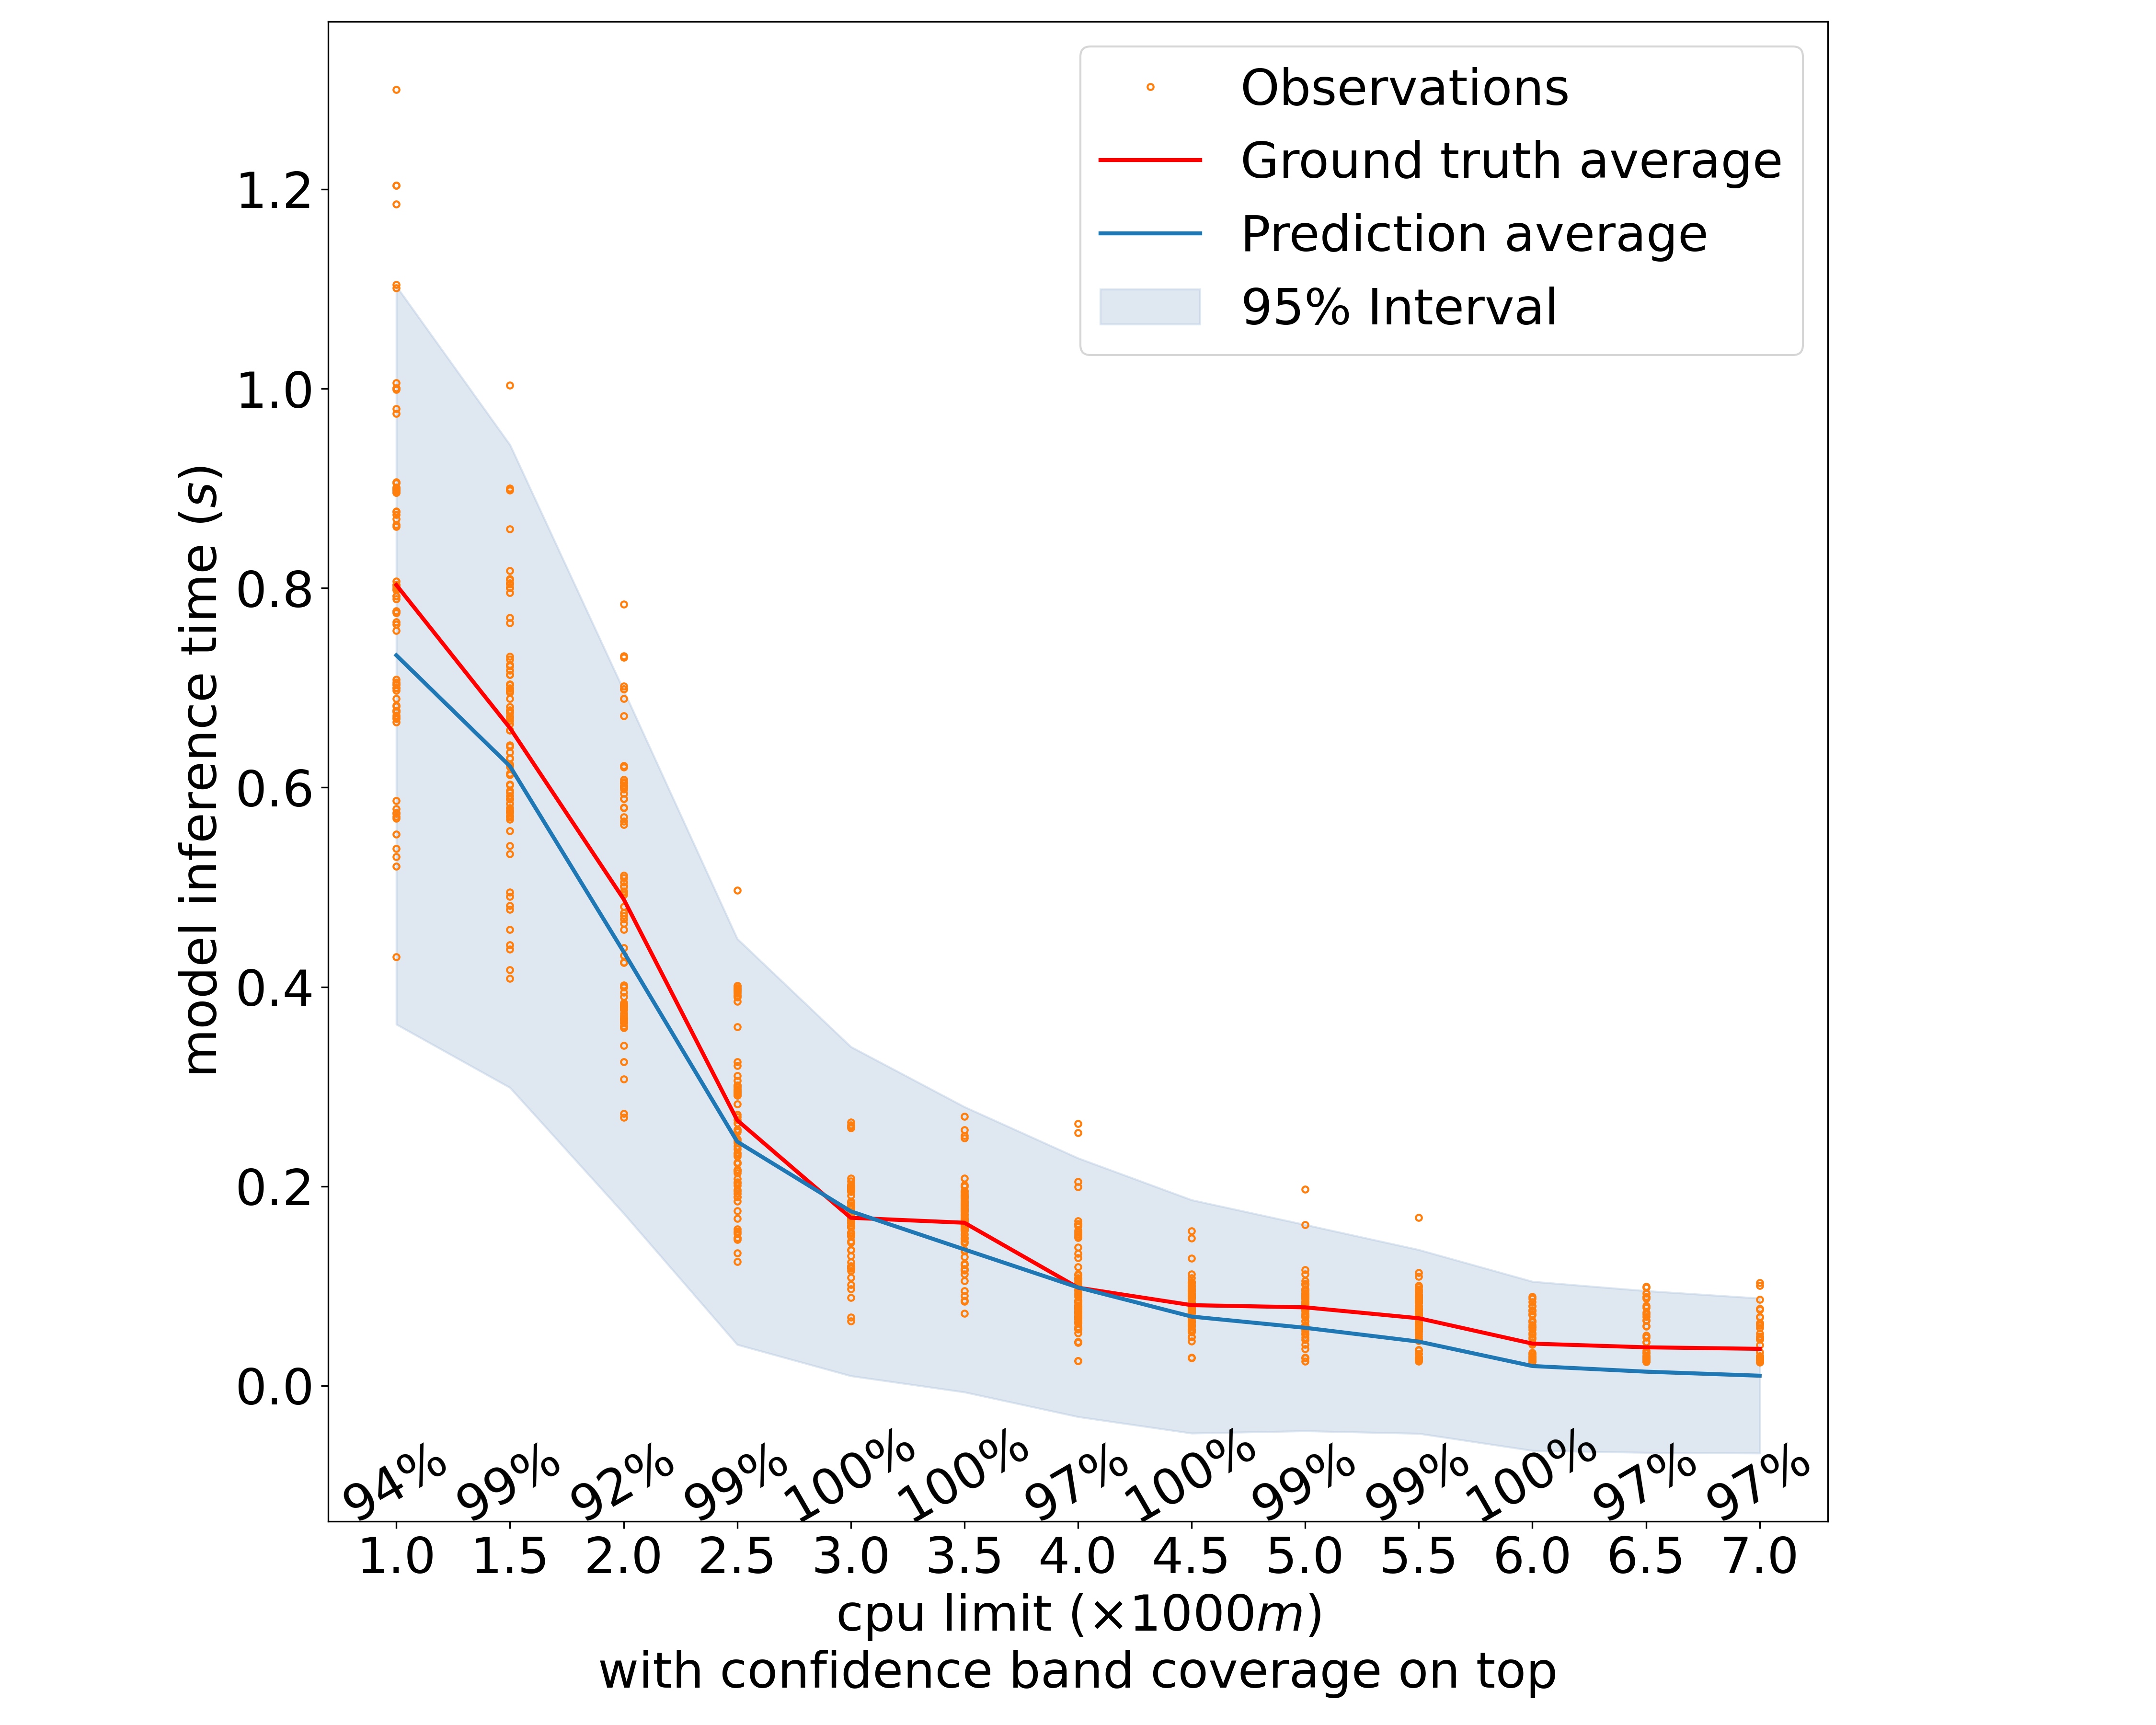 Observations
Ground truth average
Prediction average
95% Interval
model inference time (s)
1.2
1.0
0.8
0.6
0.4
0.2
0.0
94% 99% 92% 99% 100% 100% 97% 100% 99% 99% 100% 97% 97%
1.0 1.5 2.0 2.5 3.0 3.5 4.0 4.5 5.0 5.5 6.0 6.5 7.0
cpu limit (×1000m)
with confidence band coverage on top